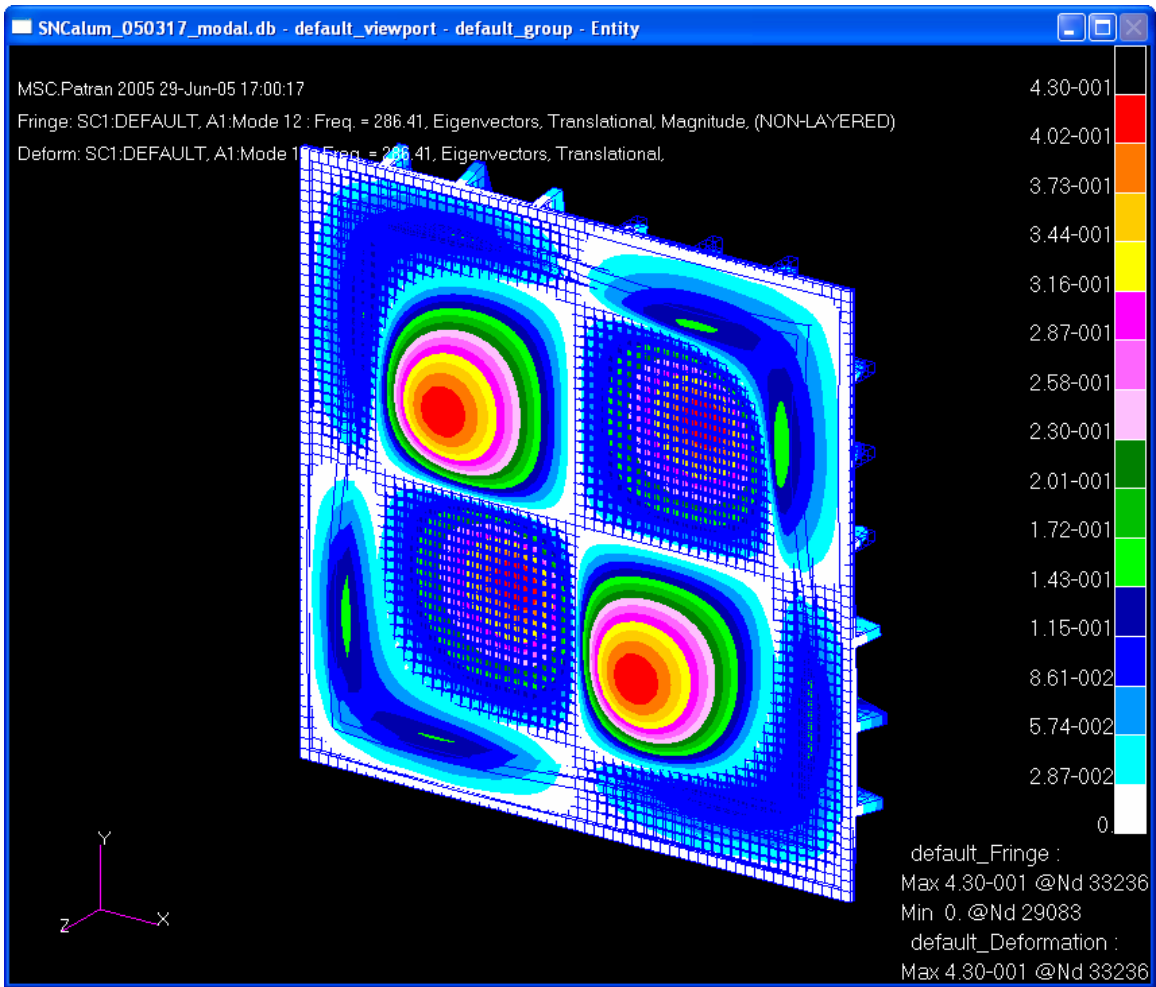 SNCalum_050317_modal.db - default_viewport - default_group - Entity
MSC.Patran 2005 29-Jun-05 17:00:17
Fringe: SC1:DEFAULT, A1:Mode 12 : Freq. = 286.41, Eigenvectors, Translational, Magnitude, (NON-LAYERED)
Deform: SC1:DEFAULT, A1:Mode 1 Freq. = 286.41, Eigenvectors, Translational,
4.30-001
4.02-001
3.73-001
3.44-001
3.16-001
2.87-001
2.58-001
2.30-001
2.01-001
1.72-001
1.43-001
1.15-001
8.61-002
5.74-002
2.87-002
0.
default_Fringe :
Max 4.30-001 @Nd 33236
Min 0. @Nd 29083
default_Deformation :
Max 4.30-001 @Nd 33236
Y
Z
X